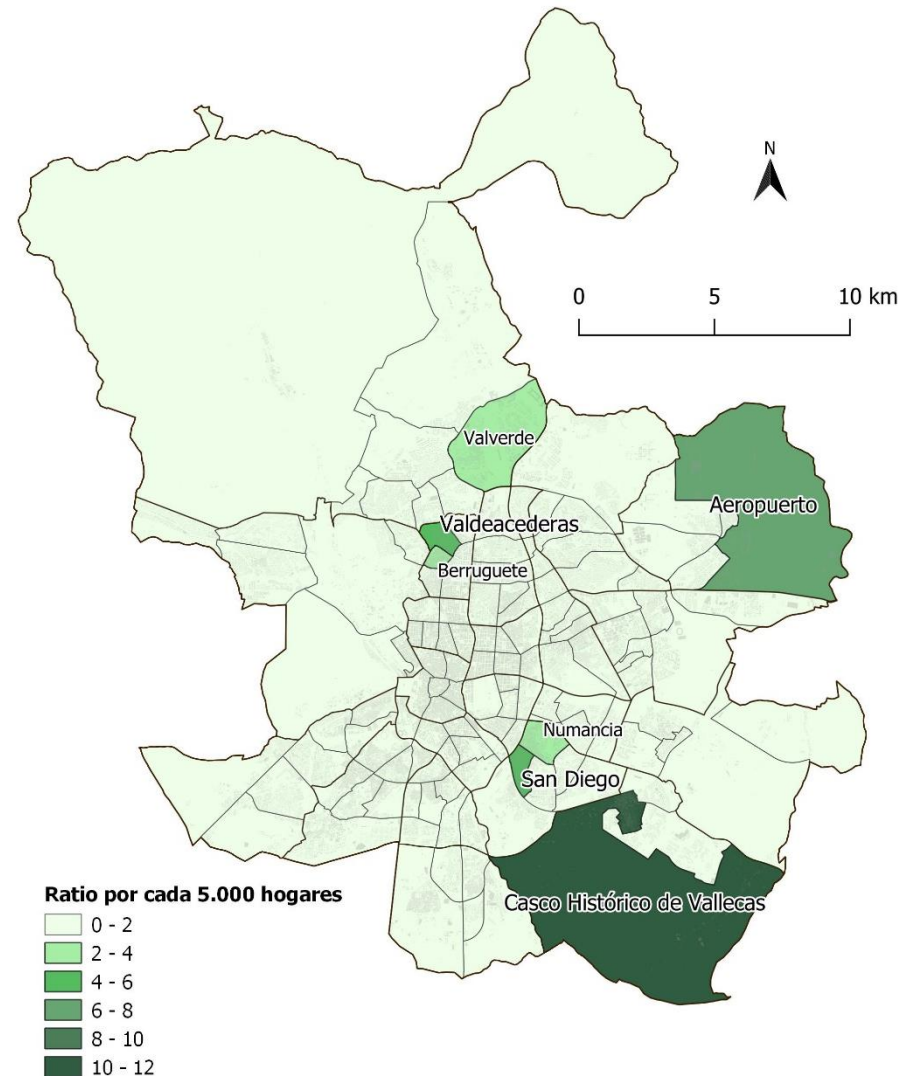 N
0 5 10 km
Valverde
Aeropuerto
Valdeacederas
Berruguete
Numancia
San Diego
Casco Histórico de Vallecas
Ratio por cada 5.000 hogares
0 - 2
2 - 4
4 - 6
6 - 8
8 - 10
10 - 12